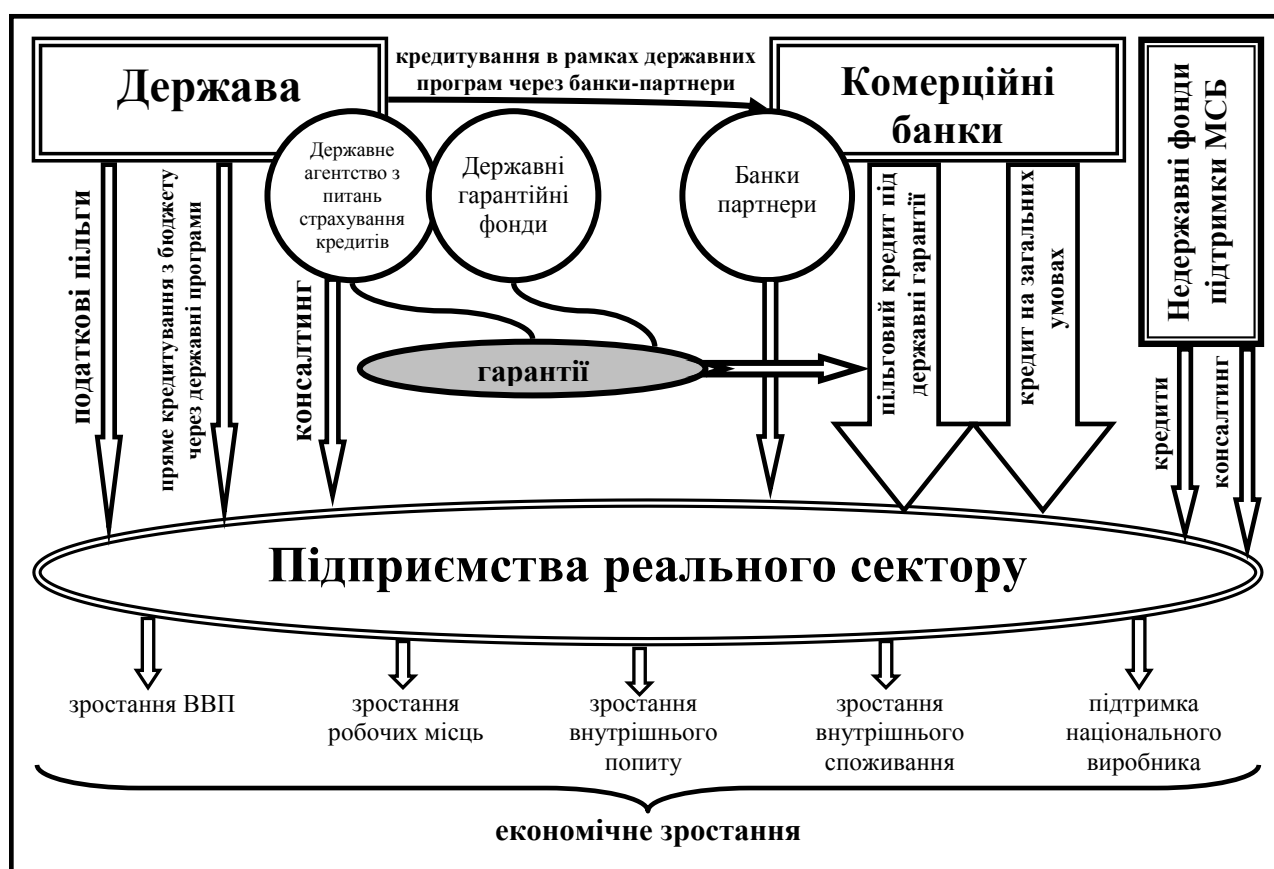 Держава
кредитування в рамках державних
програм через банки-партнери
Комерційні
банки
Недержавні фонди
підтримки МСБ
Державне
агентство з
питань
страхування
кредитів
Державні
гарантійні
фонди
Банки
партнери
податкові пільги
пряме кредитування з бюджету
через державні програми
консалтинг
гарантії
пільговий кредит під
державні гарантії
кредит на загальних
умовах
кредити
консалтинг
Підприємства реального сектору
зростання ВВП
зростання
робочих місць
зростання
внутрішнього
попиту
зростання
внутрішнього
споживання
підтримка
національного
виробника
економічне зростання